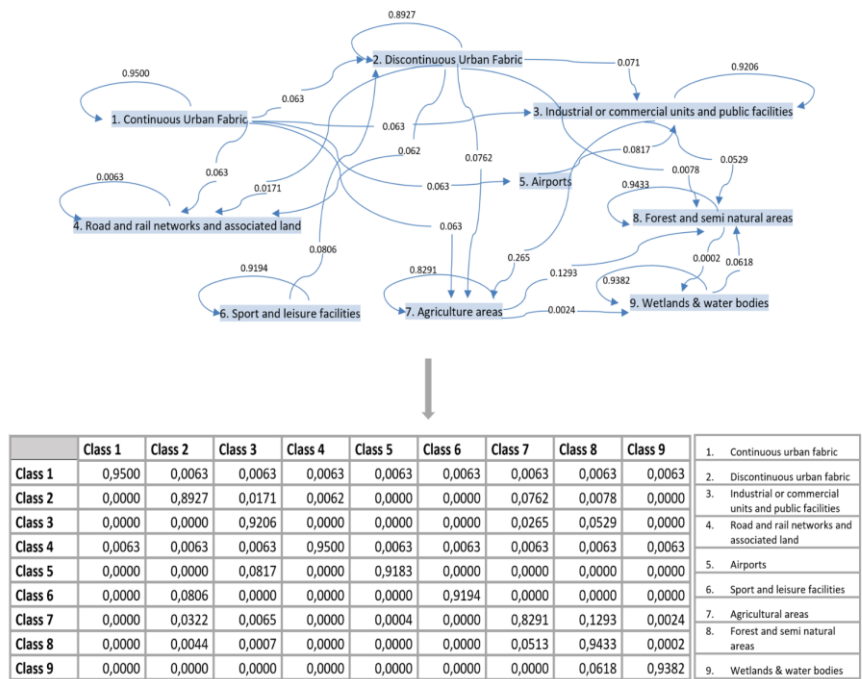 0.8927
2. Discontinuous Urban Fabric
0.071
0.9500
0.9206
0.063
1. Continuous Urban Fabric
0.063
3. Industrial or commercial units and public facilities
0.062
0.0817
0.0762
0.0529
0.0063
0.063
0.0171
0.063
5. Airports
0.0078
0.9433
4. Road and rail networks and associated land
0.063
8. Forest and semi natural areas
0.0806
0.265
0.0002
0.0618
0.9194
0.8291
0.1293
0.9382
6. Sport and leisure facilities
7. Agriculture areas
0.0024
9. Wetlands & water bodies
Class 1 Class 2 Class 3 Class 4 Class 5 Class 6 Class 7 Class 8 Class 9
Class 1 0,9500 0,0063 0,0063 0,0063 0,0063 0,0063 0,0063 0,0063 0,0063
Class 2 0,0000 0,8927 0,0171 0,0062 0,0000 0,0000 0,0762 0,0078 0,0000
Class 3 0,0000 0,0000 0,9206 0,0000 0,0000 0,0000 0,0265 0,0529 0,0000
Class 4 0,0063 0,0063 0,0063 0,9500 0,0063 0,0063 0,0063 0,0063 0,0063
Class 5 0,0000 0,0000 0,0817 0,0000 0,9183 0,0000 0,0000 0,0000 0,0000
Class 6 0,0000 0,0806 0,0000 0,0000 0,0000 0,9194 0,0000 0,0000 0,0000
Class 7 0,0000 0,0322 0,0065 0,0000 0,0004 0,0000 0,8291 0,1293 0,0024
Class 8 0,0000 0,0044 0,0007 0,0000 0,0000 0,0000 0,0513 0,9433 0,0002
Class 9 0,0000 0,0000 0,0000 0,0000 0,0000 0,0000 0,0000 0,0618 0,9382
1. Continuous urban fabric
2. Discontinuous urban fabric
3. Industrial or commercial
units and public facilities
4. Road and rail networks and
associated land
5. Airports
6. Sport and leisure facilities
7. Agricultural areas
8. Forest and semi natural
areas
9. Wetlands & water bodies